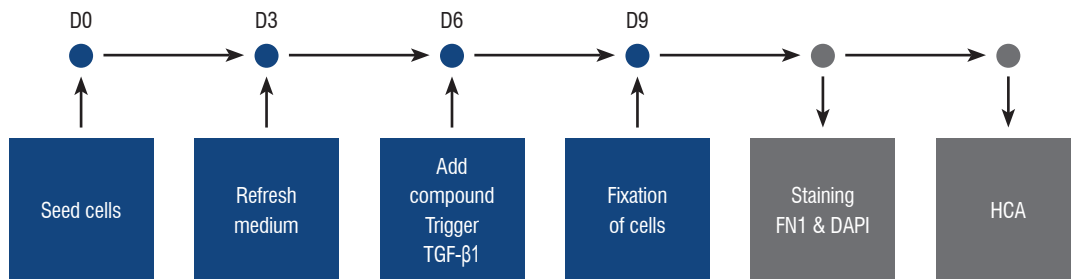 D0
D3
D6
D9
Seed cells
Refresh
medium
Add
compound
Trigger
TGF-β1
Fixation
of cells
Staining
FN1 & DAPI
HCA